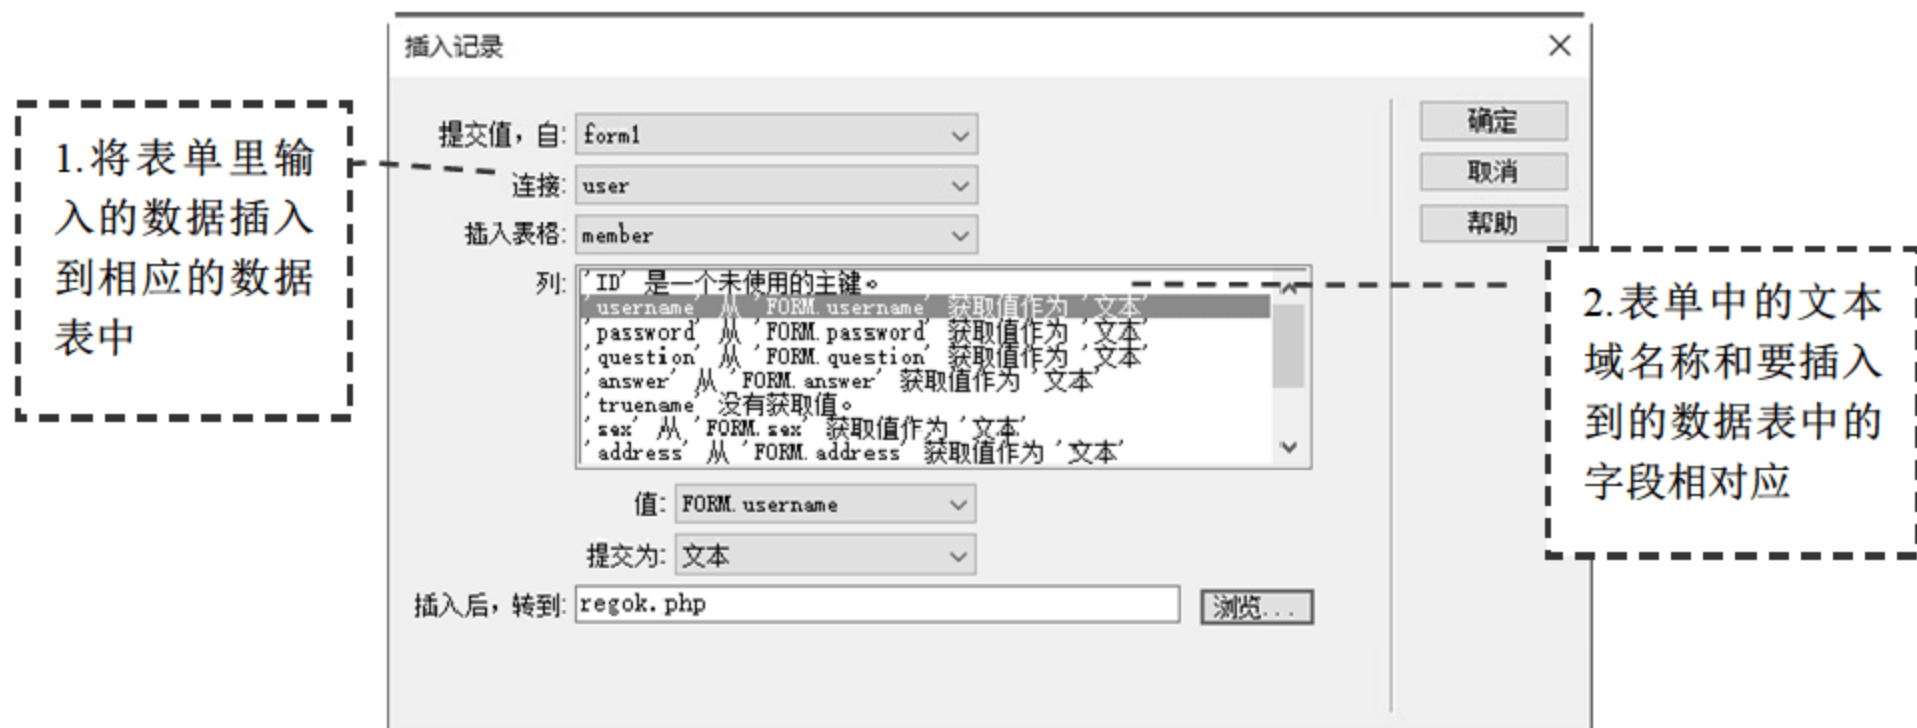 插入记录
1.将表单里输
入的数据插入
到相应的数据
表中
提交值，自: form1
连接: user
插入表格: member
列: 'ID' 是一个未使用的主键。
'username' 从 'FORM.username' 获取值作为 '文本'
'password' 从 'FORM.password' 获取值作为 '文本'
'question' 从 'FORM.question' 获取值作为 '文本'
'answer' 从 'FORM.answer' 获取值作为 '文本'
'truename' 没有获取值。
'sex' 从 'FORM.sex' 获取值作为 '文本'
'address' 从 'FORM.address' 获取值作为 '文本'
值: FORM.username
提交为: 文本
插入后，转到: regok.php
浏览...
确定
取消
帮助
2.表单中的文本
域名称和要插入
到的数据表中的
字段相对应